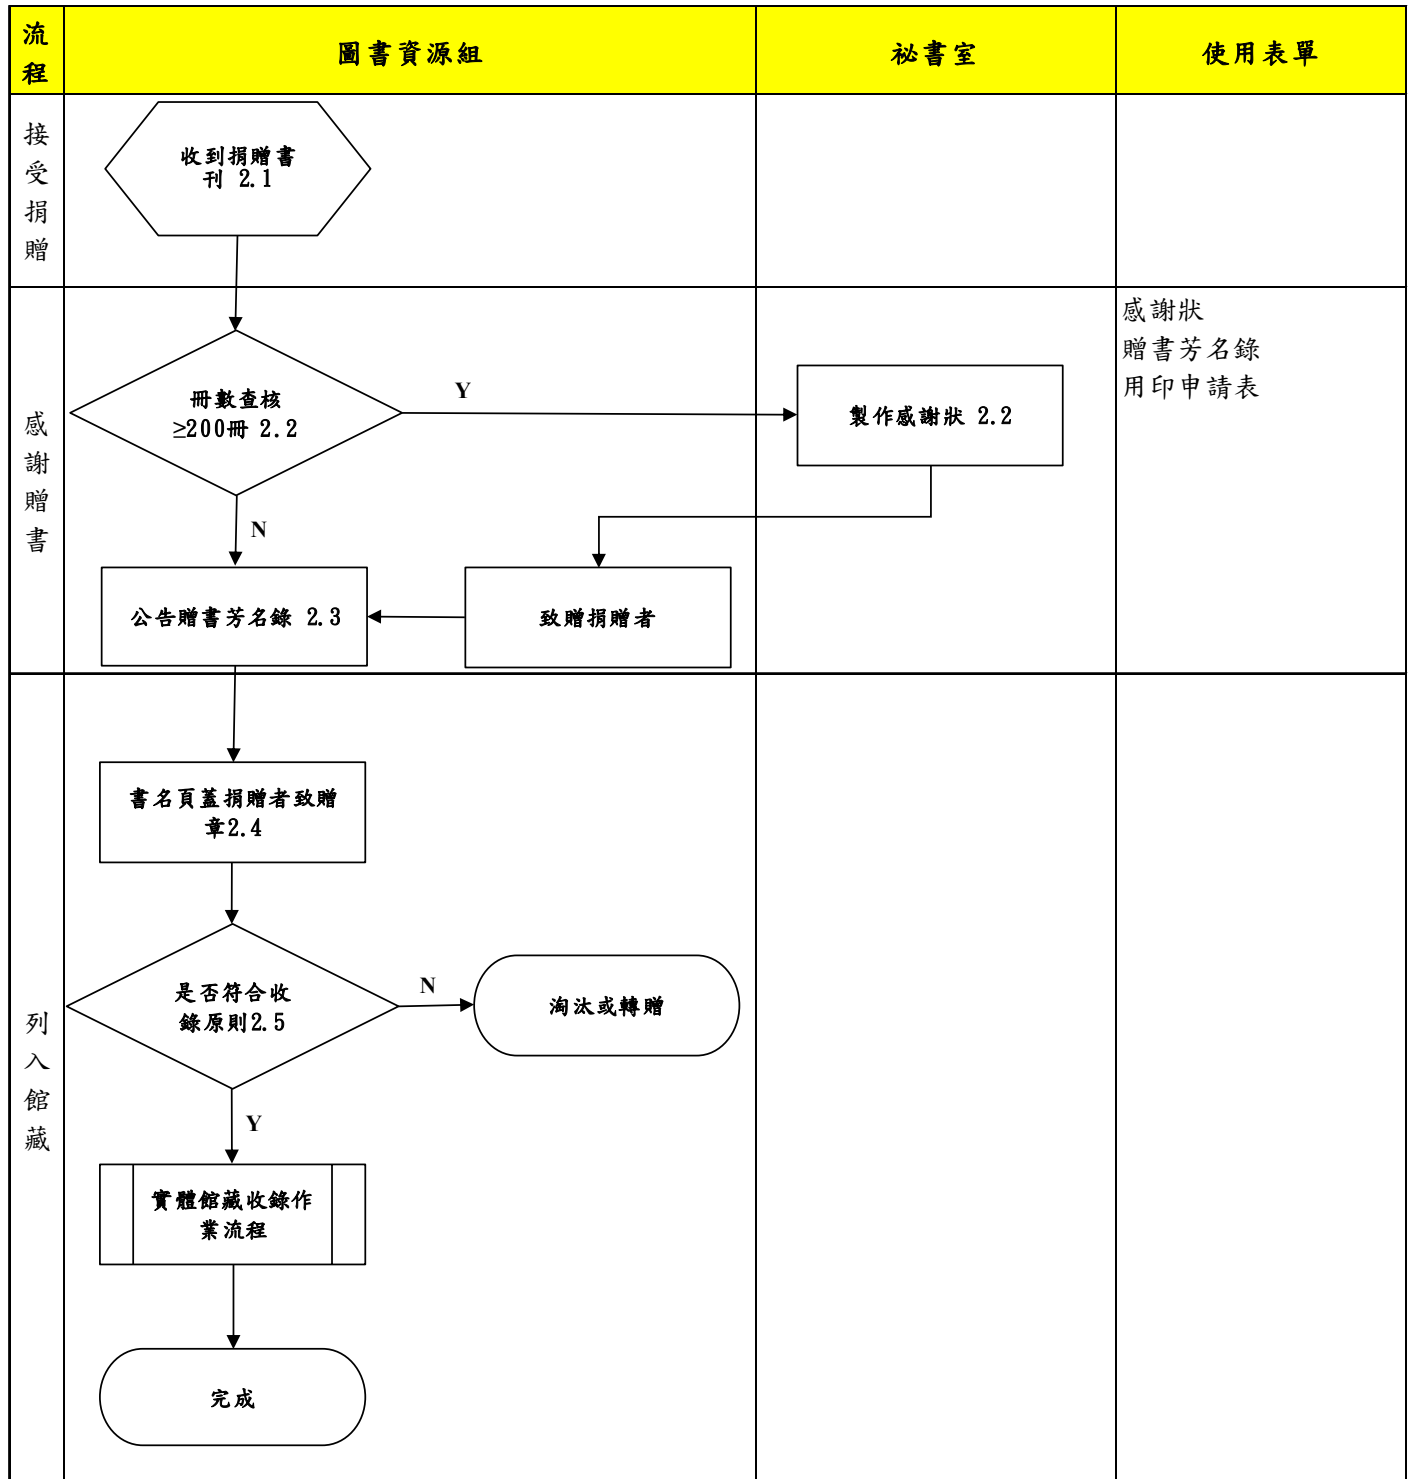 流
程
圖書資源組
祕書室
使用表單
接
受
捐
贈
收到捐贈書
刊 2.1
感
謝
贈
書
冊數查核
≥200冊 2.2
Y
製作感謝狀 2.2
感謝狀
贈書芳名錄
用印申請表
N
公告贈書芳名錄 2.3
致贈捐贈者
列
入
館
藏
書名頁蓋捐贈者致贈
章2.4
是否符合收
錄原則2.5
N
淘汰或轉贈
Y
實體館藏收錄作
業流程
完成